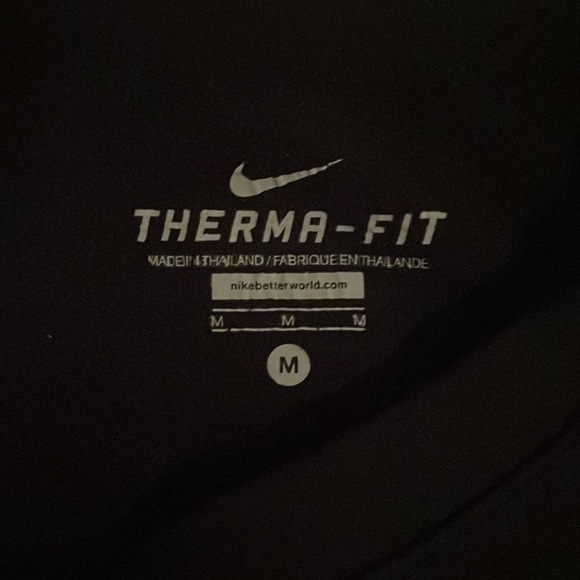 THERMA-FIT
MADE IN THAILAND / FABRIQUE EN THAILANDE
nikebetterworld.com
M M M
M